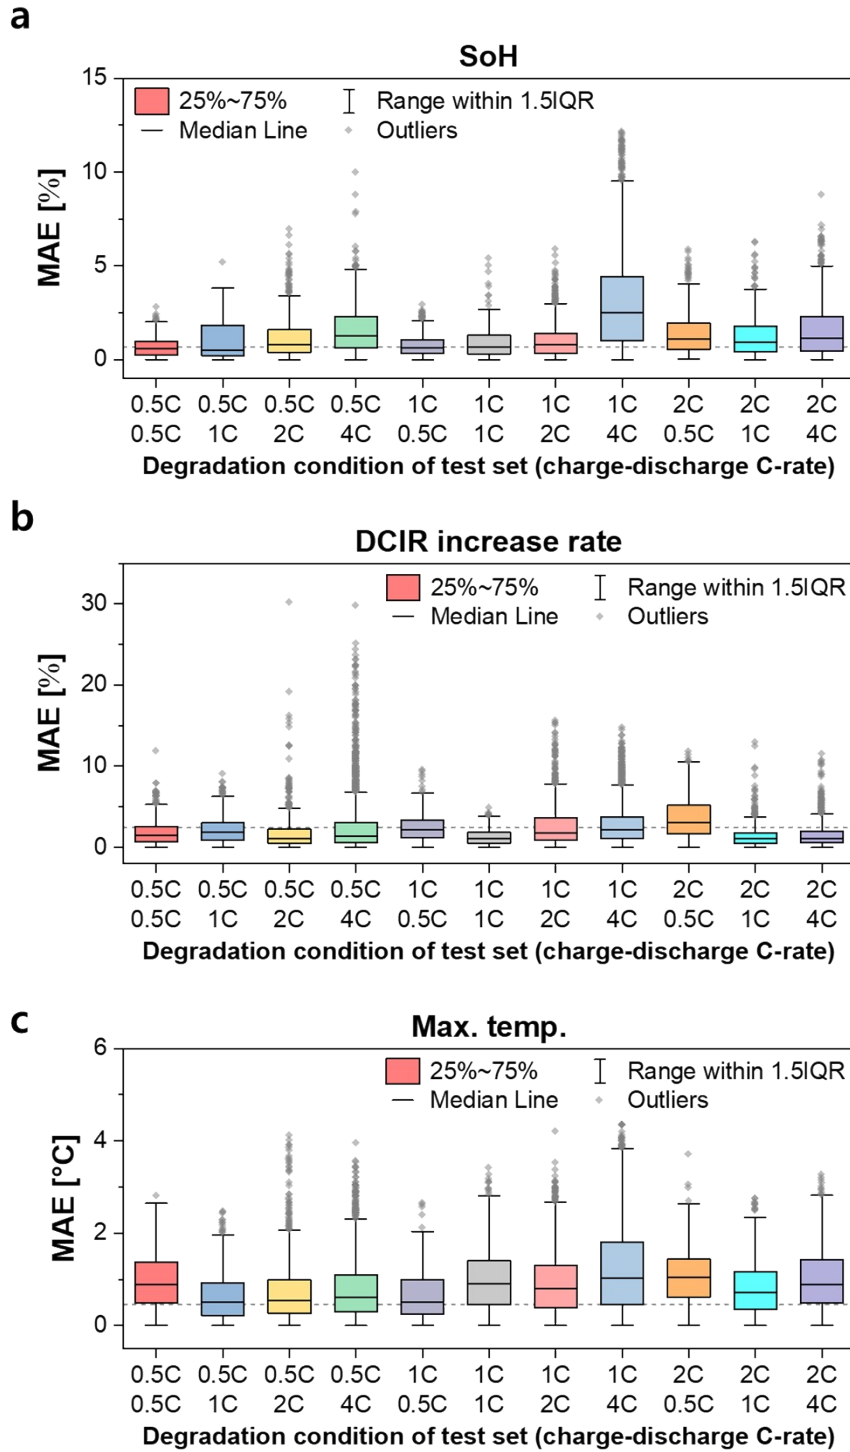 a
SoH
15
10
5
0
MAE [%]
25%~75%
Range within 1.5IQR
Median Line
Outliers
0.5C 0.5C 0.5C 0.5C 1C 1C 1C 1C 2C 2C 2C
0.5C 1C 2C 4C 0.5C 1C 2C 4C 0.5C 1C 4C
Degradation condition of test set (charge-discharge C-rate)
b
DCIR increase rate
30
20
10
0
MAE [%]
25%~75%
Range within 1.5IQR
Median Line
Outliers
0.5C 0.5C 0.5C 0.5C 1C 1C 1C 1C 2C 2C 2C
0.5C 1C 2C 4C 0.5C 1C 2C 4C 0.5C 1C 4C
Degradation condition of test set (charge-discharge C-rate)
c
Max. temp.
6
4
2
0
MAE [°C]
25%~75%
Range within 1.5IQR
Median Line
Outliers
0.5C 0.5C 0.5C 0.5C 1C 1C 1C 1C 2C 2C 2C
0.5C 1C 2C 4C 0.5C 1C 2C 4C 0.5C 1C 4C
Degradation condition of test set (charge-discharge C-rate)